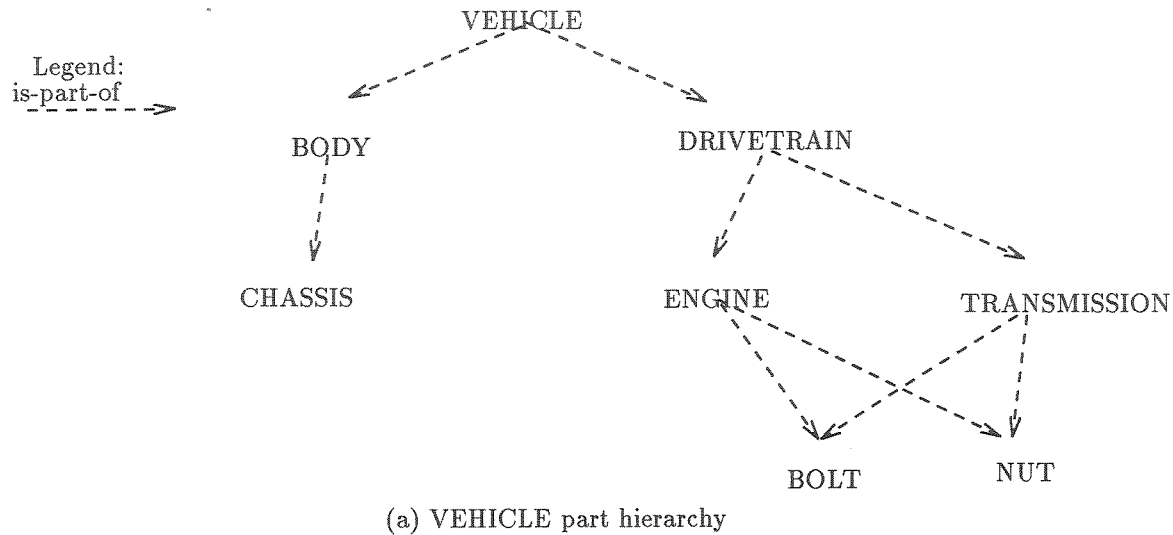 VEHICLE
Legend:
is-part-of
BODY
DRIVETRAIN
CHASSIS
ENGINE
TRANSMISSION
BOLT
NUT
(a) VEHICLE part hierarchy